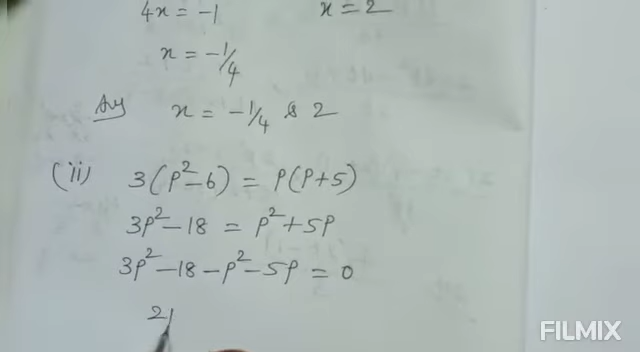 4x = -1 x = 2
x = -1/4
Ans x = -1/4 & 2
(ii) 3(p²-6) = p(p+5)
3p²-18 = p²+5p
3p²-18-p²-5p = 0
2
FILMIX